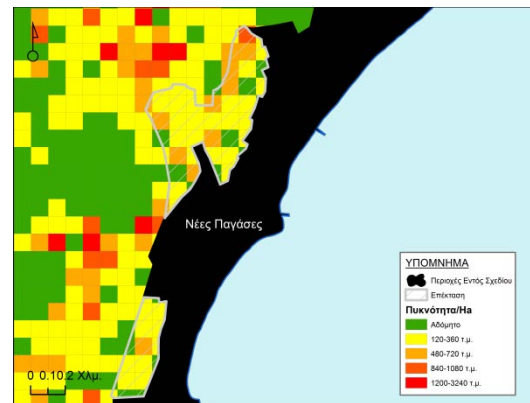 Νέες Παγάσες
ΥΠΟΜΝΗΜΑ
Περιοχές Εντός Σχεδίου
Επέκταση
Πυκνότητα/Ha
Αδόμητο
120-360 τ.μ.
480-720 τ.μ.
840-1080 τ.μ.
1200-3240 τ.μ.
0 0.10.2 Χλμ.